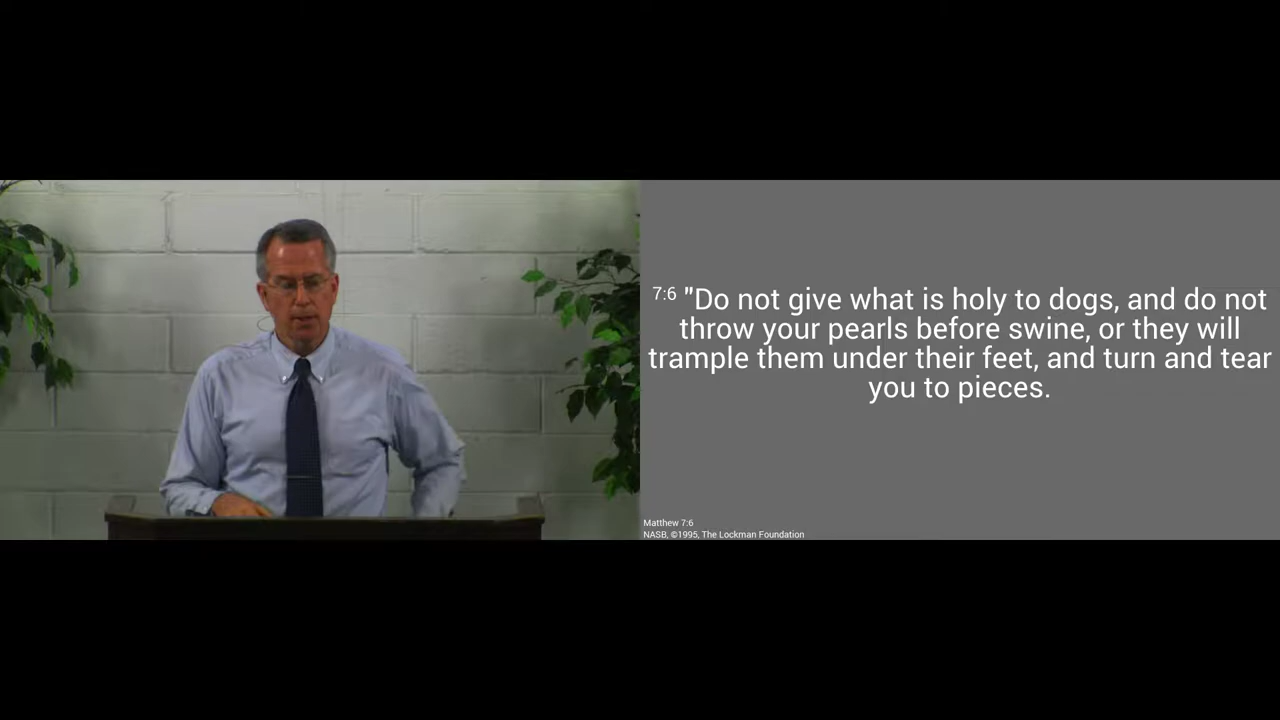 7:6 "Do not give what is holy to dogs, and do not
throw your pearls before swine, or they will
trample them under their feet, and turn and tear
you to pieces.
Matthew 7:6
NASB, ©1995, The Lockman Foundation